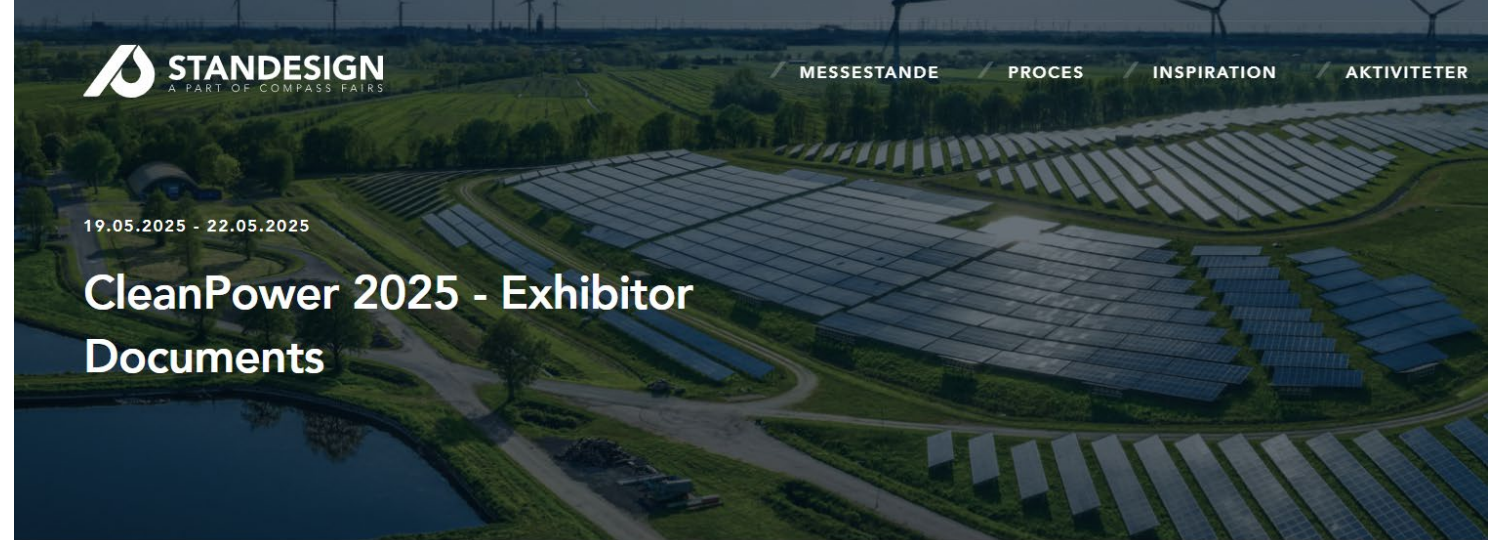 STANDESIGN
A PART OF COMPASS FAIRS
MESSESTANDE
PROCES
INSPIRATION
AKTIVITETER
19.05.2025 - 22.05.2025
CleanPower 2025 - Exhibitor
Documents